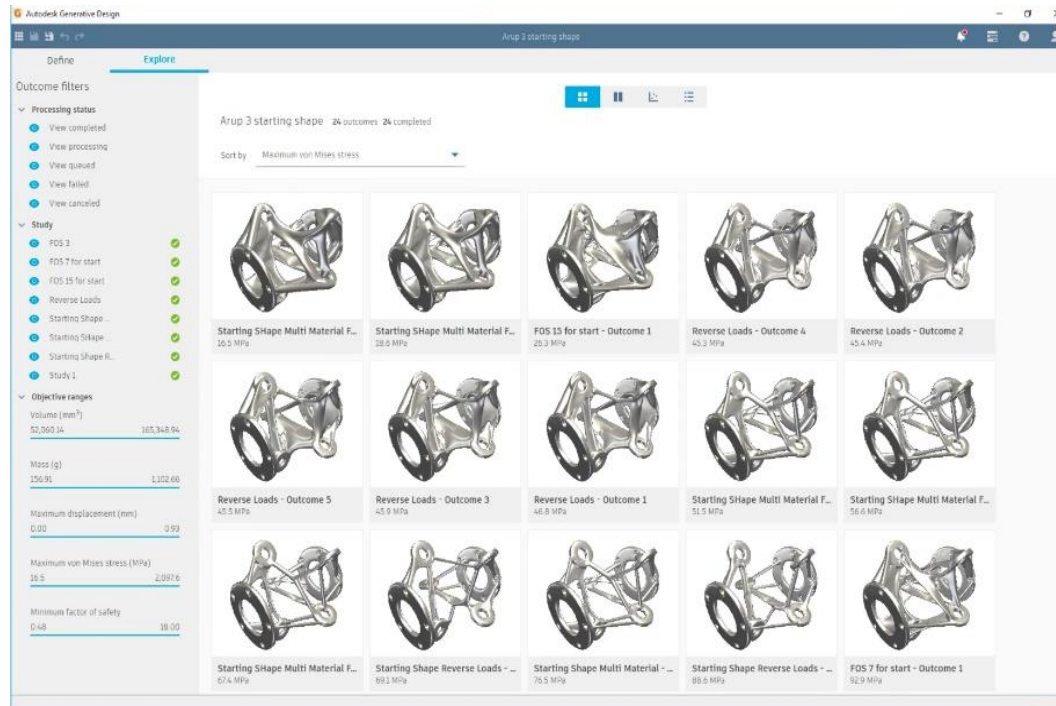 Autodesk Generative Design
Arup 3 starting shape
Define
Explore
Outcome filters
Processing status
View completed
View processing
View queued
View failed
View canceled
Study
FOS 3
FOS 7 for start
FOS 15 for start
Reverse Loads
Starting Shape ...
Starting SHape ...
Starting Shape R...
Study 1
Objective ranges
Volume (mm³)
52,060.14 165,348.94
Mass (g)
156.91 1,102.66
Maximum displacement (mm)
0.00 0.93
Maximum von Mises stress (MPa)
16.5 2,097.6
Minimum factor of safety
0.48 18.00
Arup 3 starting shape 24 outcomes 24 completed
Sort by Maximum von Mises stress
Starting SHape Multi Material F...
16.5 MPa
Starting SHape Multi Material F...
18.6 MPa
FOS 15 for start - Outcome 1
26.3 MPa
Reverse Loads - Outcome 4
45.3 MPa
Reverse Loads - Outcome 2
45.4 MPa
Reverse Loads - Outcome 5
45.5 MPa
Reverse Loads - Outcome 3
45.9 MPa
Reverse Loads - Outcome 1
46.8 MPa
Starting SHape Multi Material F...
51.5 MPa
Starting SHape Multi Material F...
56.6 MPa
Starting SHape Multi Material F...
67.4 MPa
Starting Shape Reverse Loads - ...
69.1 MPa
Starting Shape Multi Material - ...
76.5 MPa
Starting Shape Reverse Loads - ...
88.6 MPa
FOS 7 for start - Outcome 1
92.9 MPa